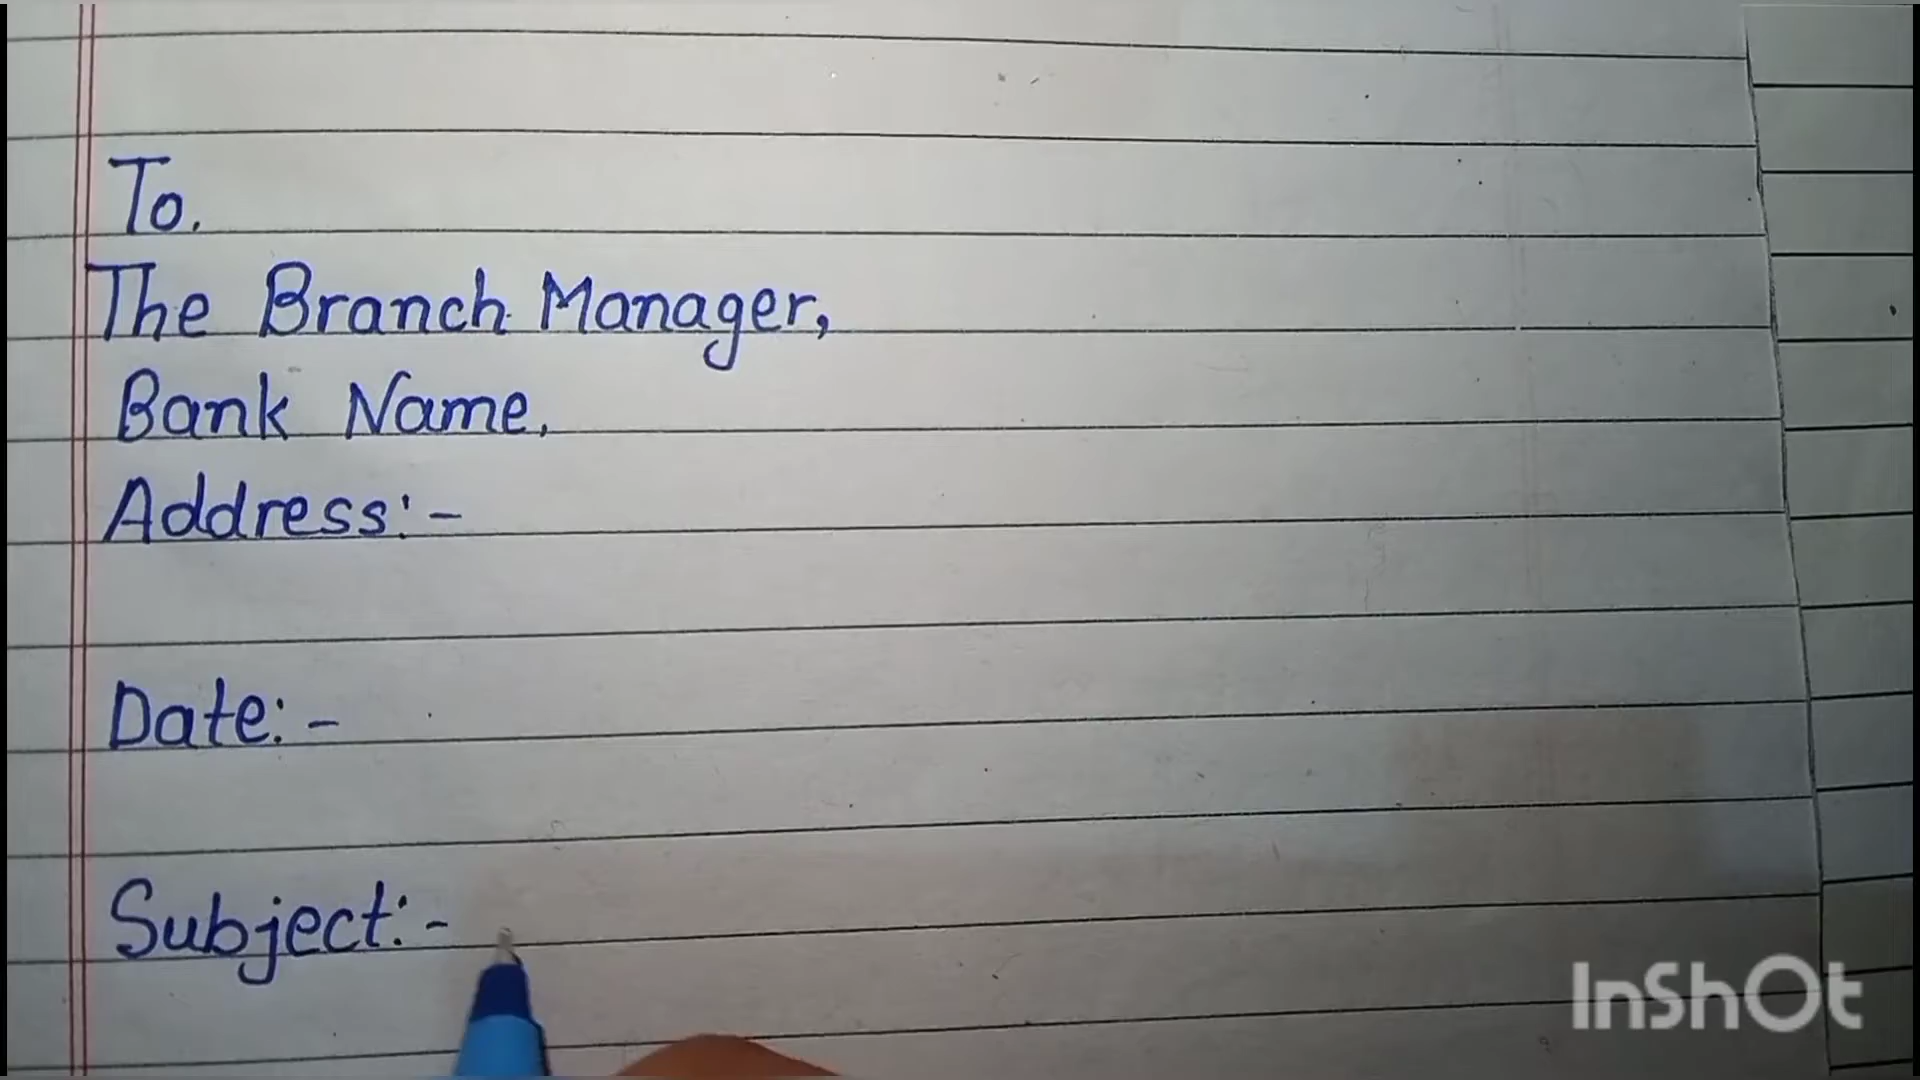 To.
The Branch Manager,
Bank Name,
Address:-
Date:-
Subject:-
InShOt